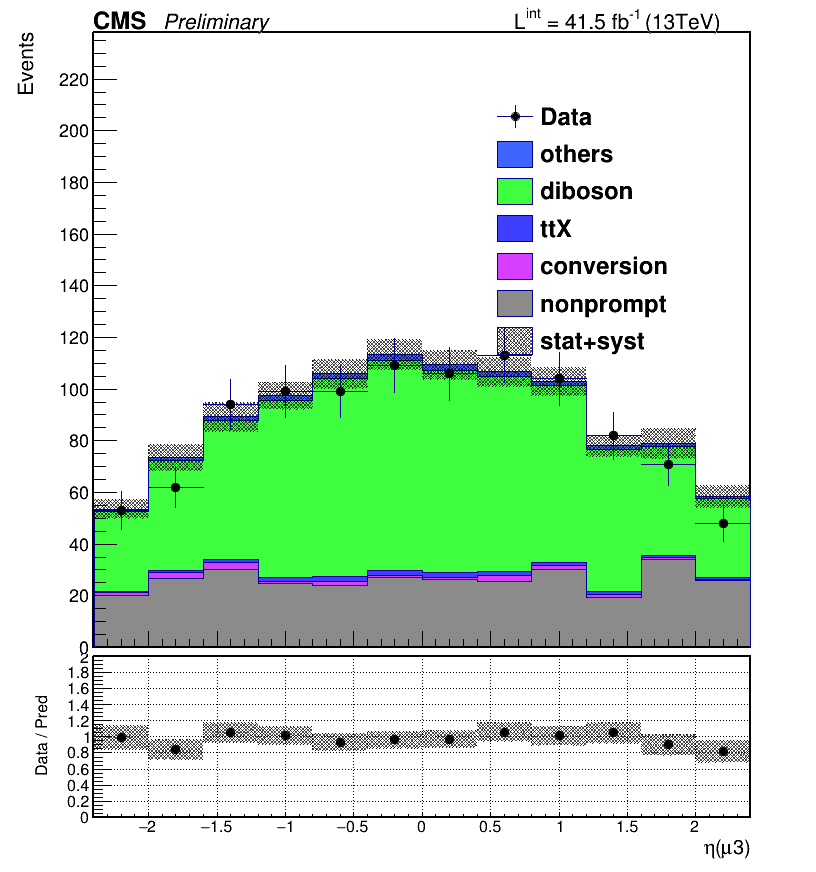 CMS Preliminary L^int = 41.5 fb^-1 (13TeV)
Events
220
200
180
160
140
120
100
80
60
40
20
0
Data
others
diboson
ttX
conversion
nonprompt
stat+syst
Data / Pred
2
1.8
1.6
1.4
1.2
1
0.8
0.6
0.4
0.2
0
−2 −1.5 −1 −0.5 0 0.5 1 1.5 2
η(μ3)